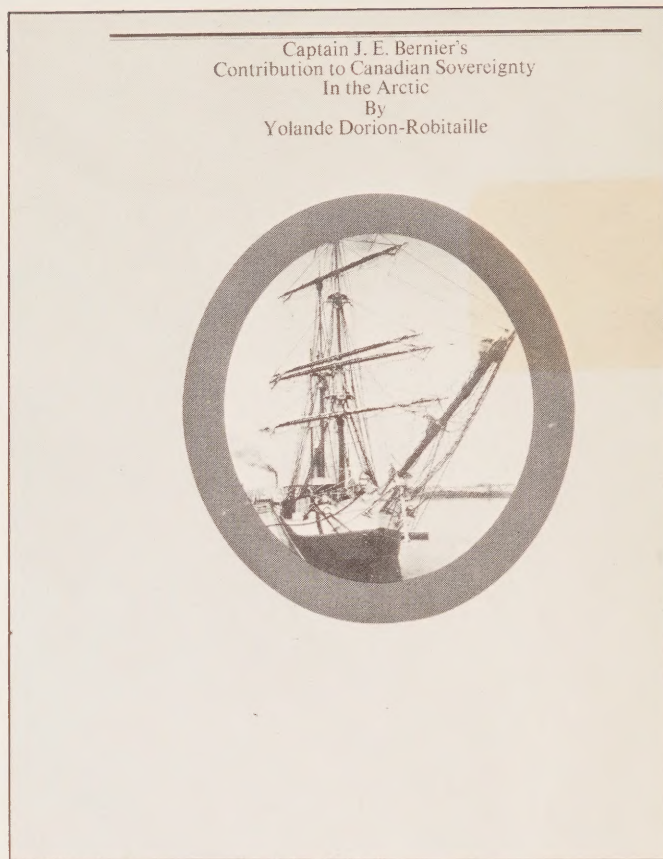 Captain J. E. Bernier's
Contribution to Canadian Sovereignty
In the Arctic
By
Yolande Dorion-Robitaille